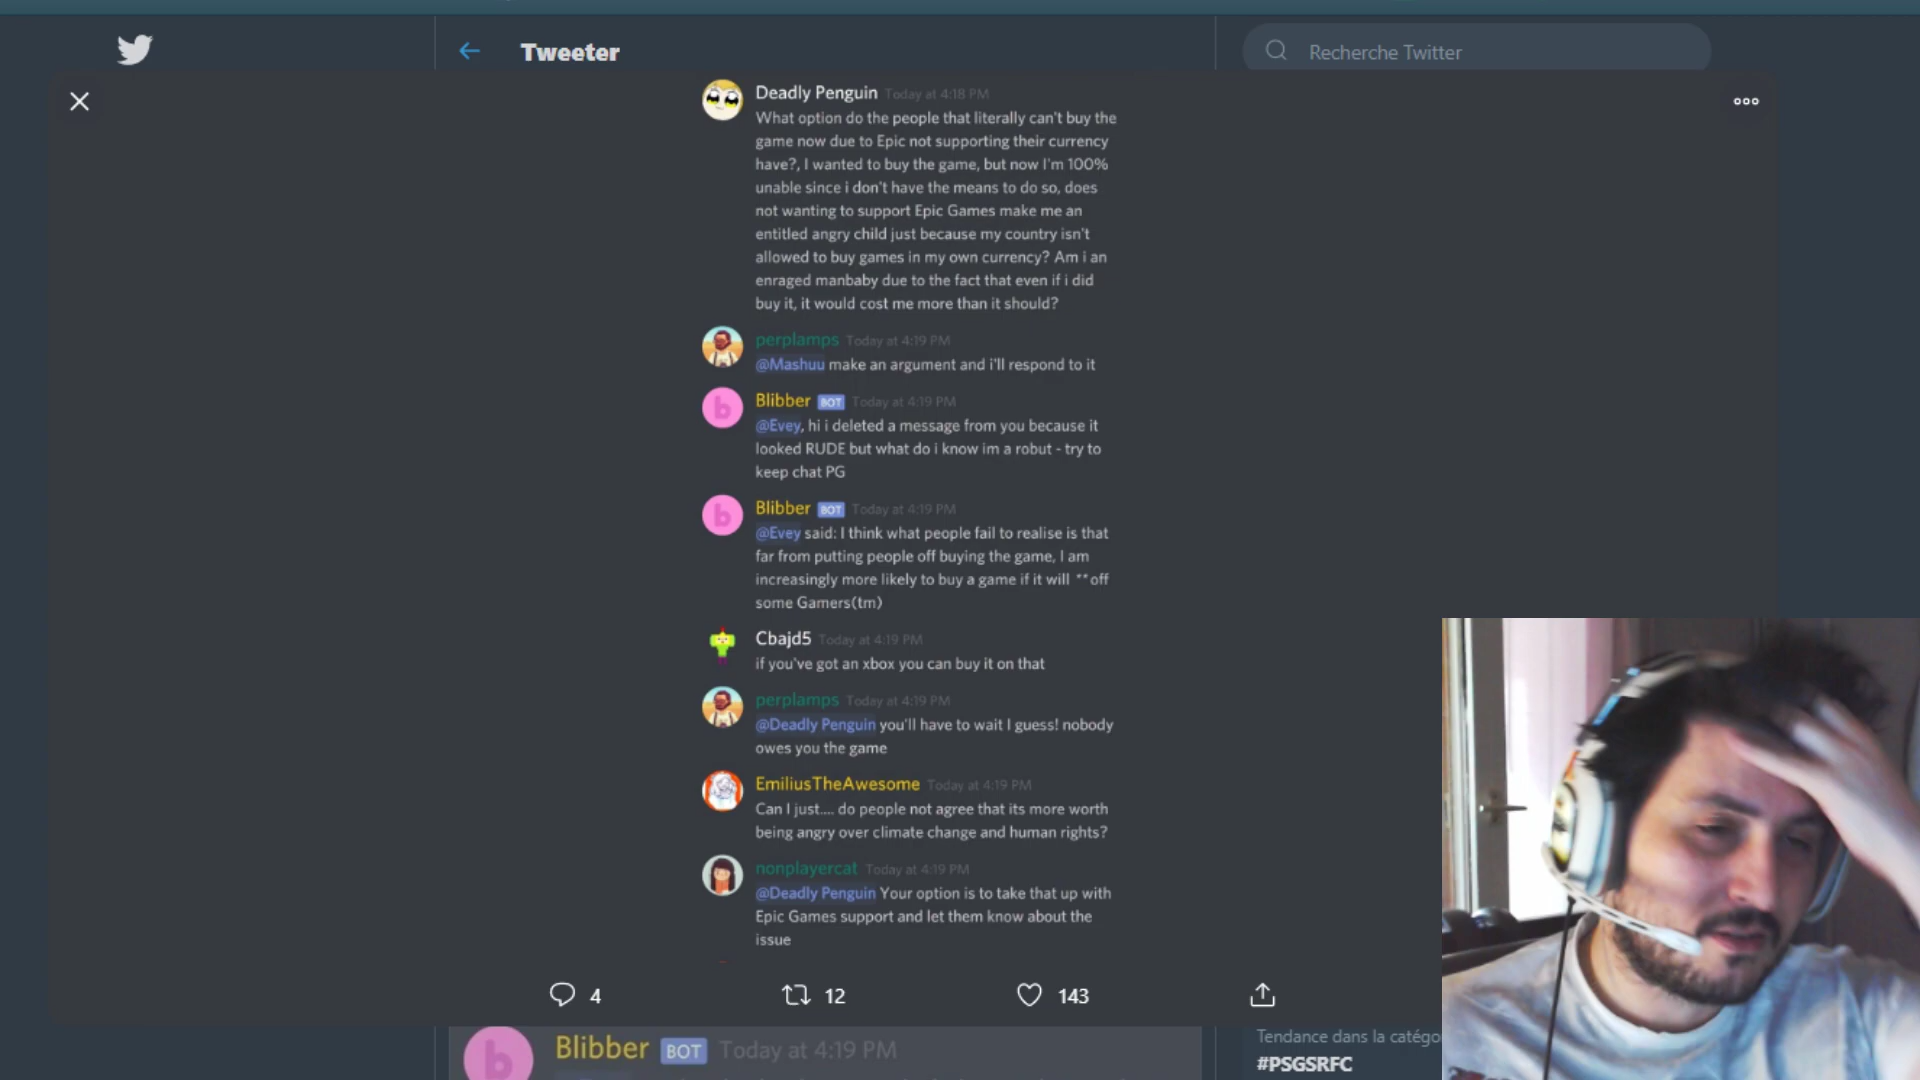 Tweeter
Recherche Twitter
Deadly Penguin Today at 4:18 PM
What option do the people that literally can't buy the
game now due to Epic not supporting their currency
have?, I wanted to buy the game, but now I'm 100%
unable since i don't have the means to do so, does
not wanting to support Epic Games make me an
entitled angry child just because my country isn't
allowed to buy games in my own currency? Am i an
enraged manbaby due to the fact that even if i did
buy it, it would cost me more than it should?
perplamps Today at 4:19 PM
@Mashuu make an argument and i'll respond to it
Blibber BOT Today at 4:19 PM
@Evey, hi i deleted a message from you because it
looked RUDE but what do i know im a robut - try to
keep chat PG
Blibber BOT Today at 4:19 PM
@Evey said: I think what people fail to realise is that
far from putting people off buying the game, I am
increasingly more likely to buy a game if it will **off
some Gamers(tm)
Cbajd5 Today at 4:19 PM
if you've got an xbox you can buy it on that
perplamps Today at 4:19 PM
@Deadly Penguin you'll have to wait I guess! nobody
owes you the game
EmiliusTheAwesome Today at 4:19 PM
Can I just.... do people not agree that its more worth
being angry over climate change and human rights?
nonplayercat Today at 4:19 PM
@Deadly Penguin Your option is to take that up with
Epic Games support and let them know about the
issue
4 12 143
b Blibber BOT Today at 4:19 PM
Tendance dans la catégo
#PSGSRFC